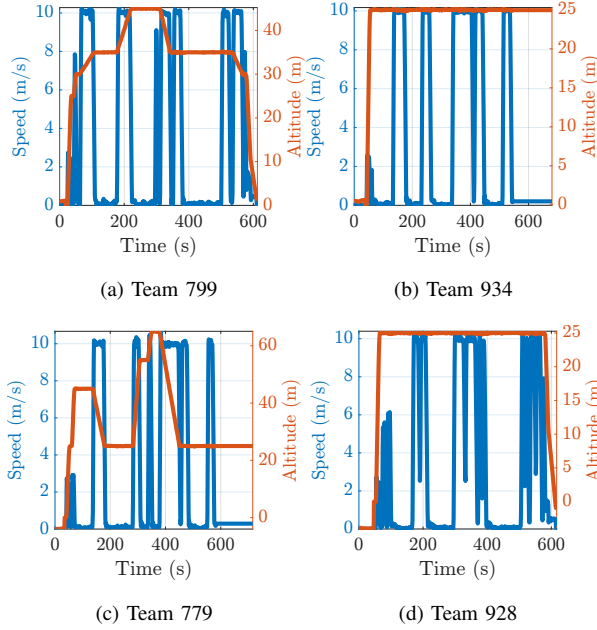 10
8
6
4
2
0
Speed (m/s)
40
30
20
10
0
Altitude (m)
0 200 400 600
Time (s)
(a) Team 799
10
8
6
4
2
0
Speed (m/s)
25
20
15
10
5
0
Altitude (m)
0 200 400 600
Time (s)
(b) Team 934
10
8
6
4
2
0
Speed (m/s)
60
40
20
0
Altitude (m)
0 200 400 600
Time (s)
(c) Team 779
10
8
6
4
2
0
Speed (m/s)
25
20
15
10
5
0
Altitude (m)
0 200 400 600
Time (s)
(d) Team 928